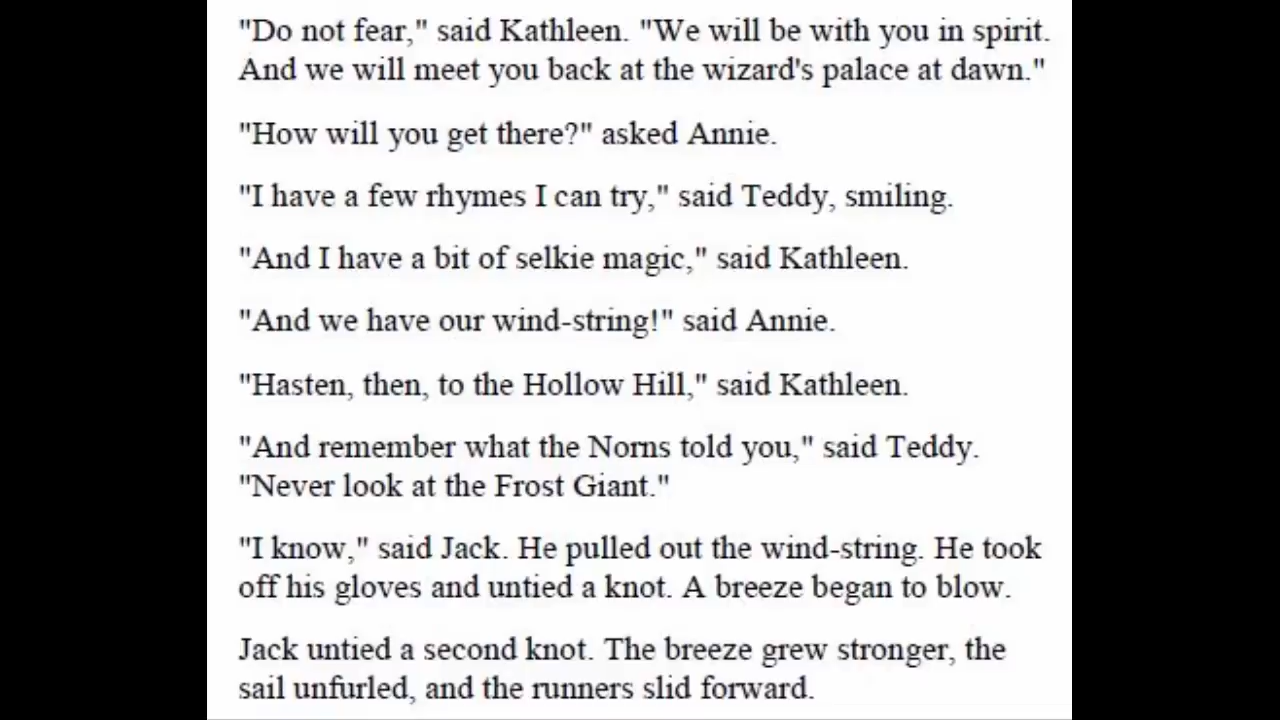 "Do not fear," said Kathleen. "We will be with you in spirit.
And we will meet you back at the wizard's palace at dawn."
"How will you get there?" asked Annie.
"I have a few rhymes I can try," said Teddy, smiling.
"And I have a bit of selkie magic," said Kathleen.
"And we have our wind-string!" said Annie.
"Hasten, then, to the Hollow Hill," said Kathleen.
"And remember what the Norns told you," said Teddy.
"Never look at the Frost Giant."
"I know," said Jack. He pulled out the wind-string. He took
off his gloves and untied a knot. A breeze began to blow.
Jack untied a second knot. The breeze grew stronger, the
sail unfurled, and the runners slid forward.